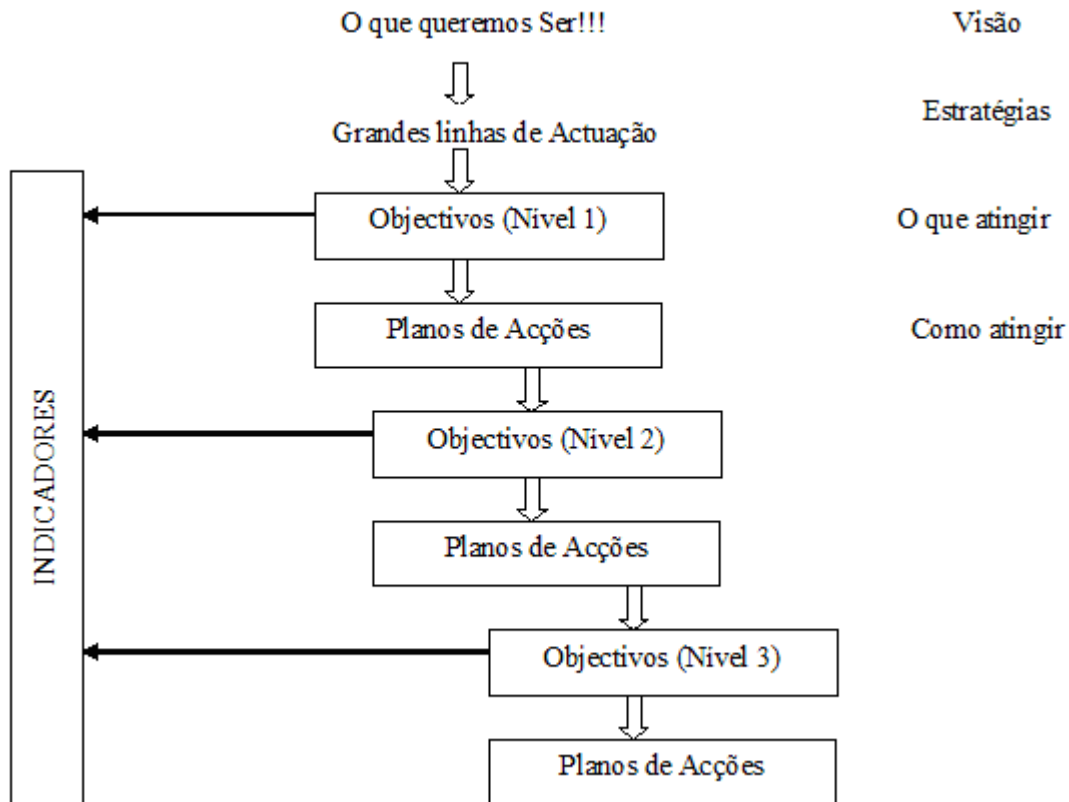 O que queremos Ser!!!
Visão
Estratégias
Grandes linhas de Actuação
Objectivos (Nivel 1)
O que atingir
Planos de Acções
Como atingir
INDICADORES
Objectivos (Nivel 2)
Planos de Acções
Objectivos (Nivel 3)
Planos de Acções